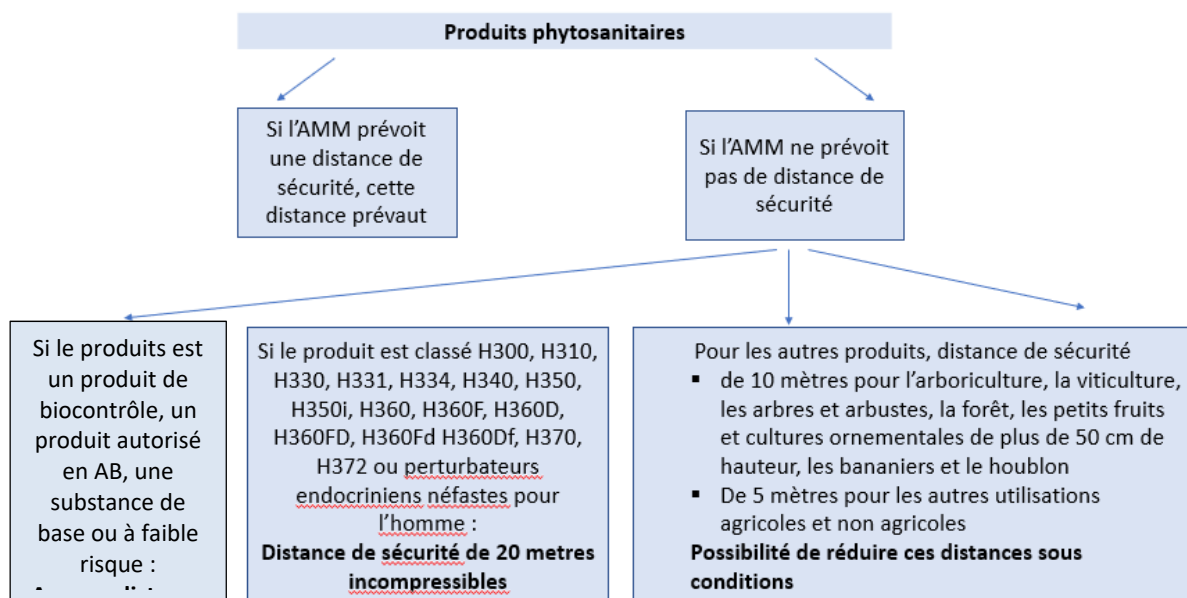 Produits phytosanitaires
Si l'AMM prévoit
une distance de
sécurité, cette
distance prévaut
Si l'AMM ne prévoit
pas de distance de
sécurité
Si le produits est
un produit de
biocontrôle, un
produit autorisé
en AB, une
substance de
base ou à faible
risque :
Si le produit est classé H300, H310,
H330, H331, H334, H340, H350,
H350i, H360, H360F, H360D,
H360FD, H360Fd H360Df, H370,
H372 ou perturbateurs
endocriniens néfastes pour
l'homme :
Distance de sécurité de 20 metres
incompressibles
Pour les autres produits, distance de sécurité
▪ de 10 mètres pour l'arboriculture, la viticulture,
les arbres et arbustes, la forêt, les petits fruits
et cultures ornementales de plus de 50 cm de
hauteur, les bananiers et le houblon
▪ De 5 mètres pour les autres utilisations
agricoles et non agricoles
Possibilité de réduire ces distances sous
conditions